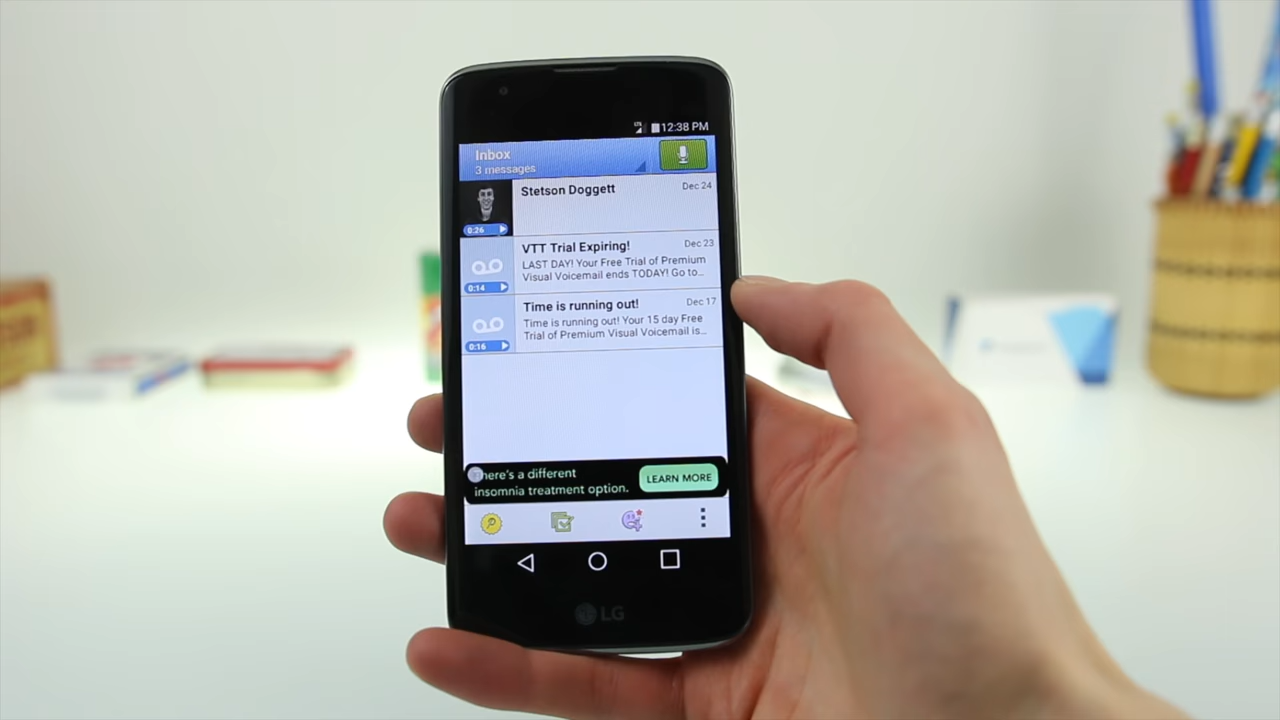 LTE 12:38 PM
Inbox
3 messages
Stetson Doggett Dec 24
0:26
VTT Trial Expiring! Dec 23
LAST DAY! Your Free Trial of Premium
Visual Voicemail ends TODAY! Go to...
0:14
Time is running out! Dec 17
Time is running out! Your 15 day Free
Trial of Premium Visual Voicemail is...
0:16
here's a different
insomnia treatment option.
LEARN MORE
LG